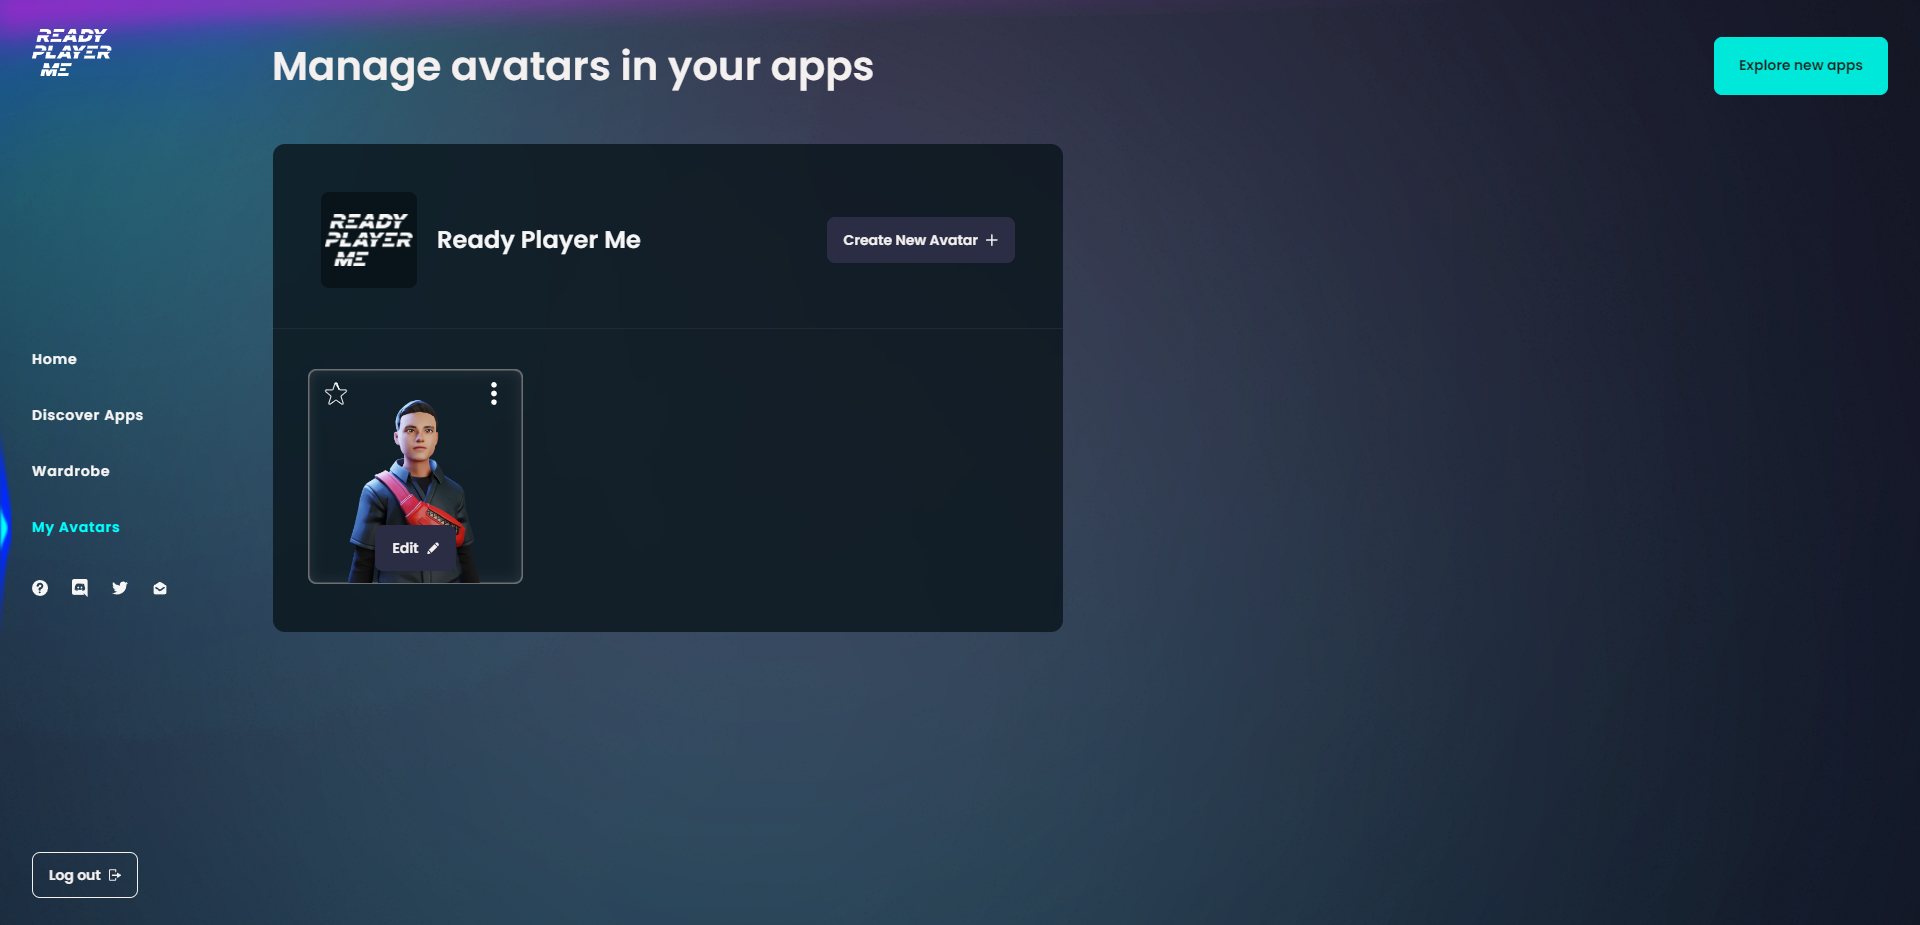 READY
PLAYER
ME
Manage avatars in your apps
Explore new apps
READY
PLAYER
ME
Ready Player Me
Create New Avatar
Home
Discover Apps
Wardrobe
My Avatars
Edit
Log out